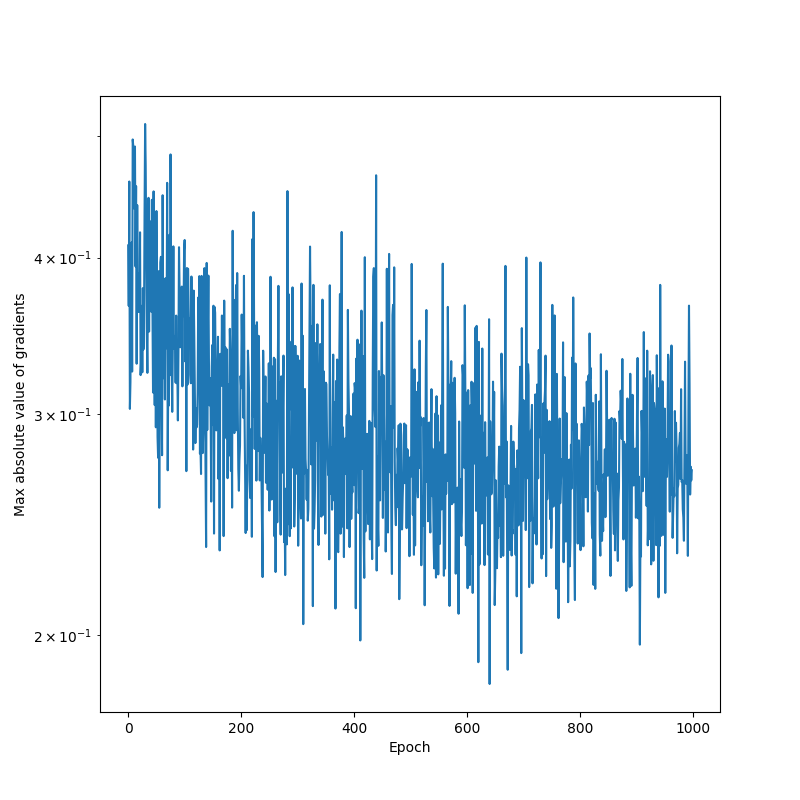 Max absolute value of gradients
4 × 10⁻¹
3 × 10⁻¹
2 × 10⁻¹
0 200 400 600 800 1000
Epoch